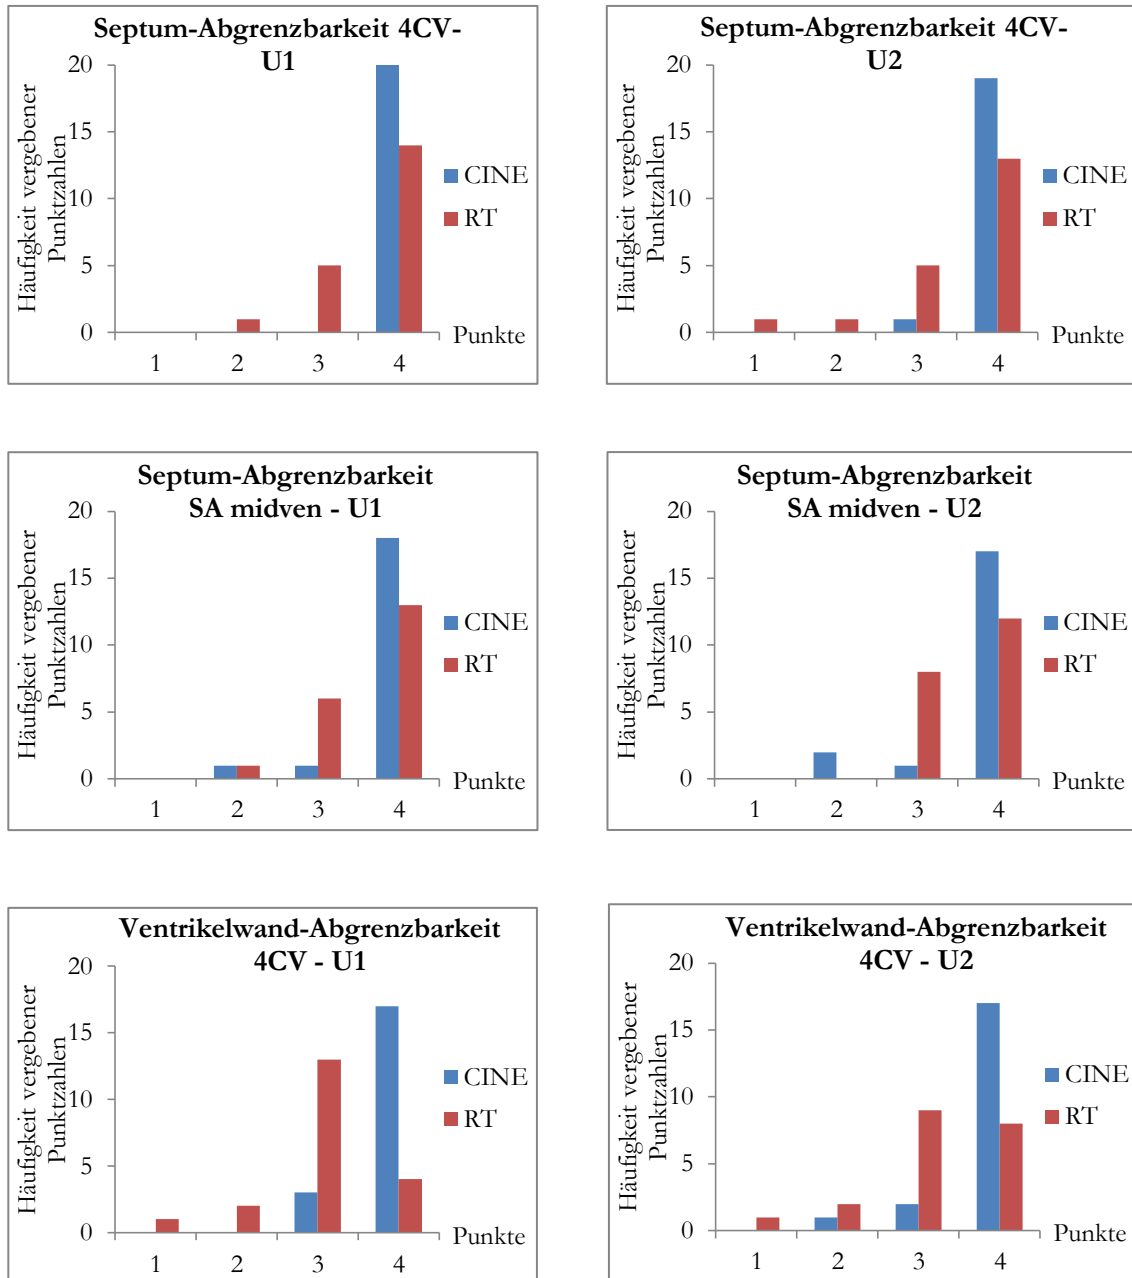 Septum-Abgrenzbarkeit 4CV-
U1
Häufigkeit vergebener
Punktzahlen
20
15
10
5
0
1 2 3 4
Punkte
CINE
RT
Septum-Abgrenzbarkeit 4CV-
U2
Häufigkeit vergebener
Punktzahlen
20
15
10
5
0
1 2 3 4
Punkte
CINE
RT
Septum-Abgrenzbarkeit
SA midven - U1
Häufigkeit vergebener
Punktzahlen
20
15
10
5
0
1 2 3 4
Punkte
CINE
RT
Septum-Abgrenzbarkeit
SA midven - U2
Häufigkeit vergebener
Punktzahlen
20
15
10
5
0
1 2 3 4
Punkte
CINE
RT
Ventrikelwand-Abgrenzbarkeit
4CV - U1
Häufigkeit vergebener
Punktzahlen
20
15
10
5
0
1 2 3 4
Punkte
CINE
RT
Ventrikelwand-Abgrenzbarkeit
4CV - U2
Häufigkeit vergebener
Punktzahlen
20
15
10
5
0
1 2 3 4
Punkte
CINE
RT